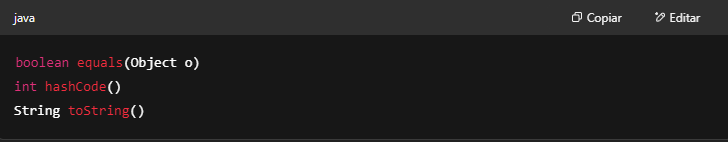 java Copiar Editar
boolean equals(Object o)
int hashCode()
String toString()